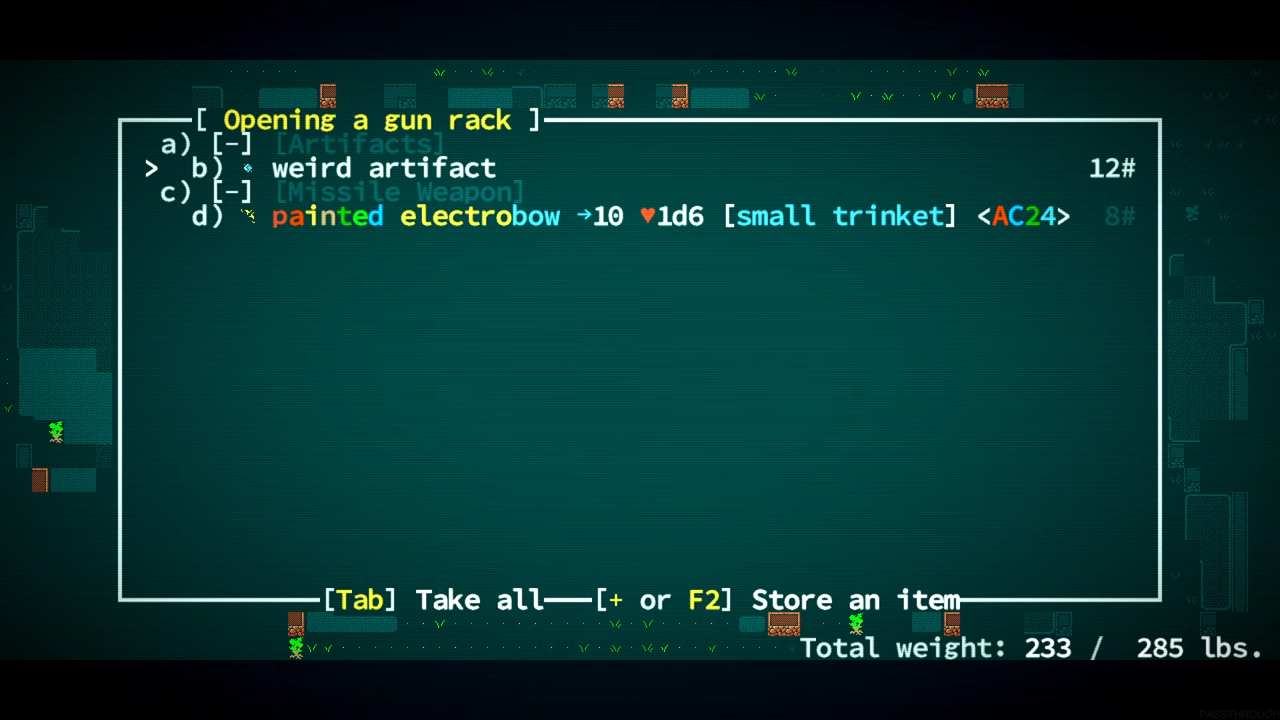 [ Opening a gun rack ]
a) [-] [Artifacts]
> b) weird artifact 12#
c) [-] [Missile Weapon]
d) painted electrobow →10 ♥1d6 [small trinket] <AC24> 8#
[Tab] Take all [+ or F2] Store an item
Total weight: 233 / 285 lbs.